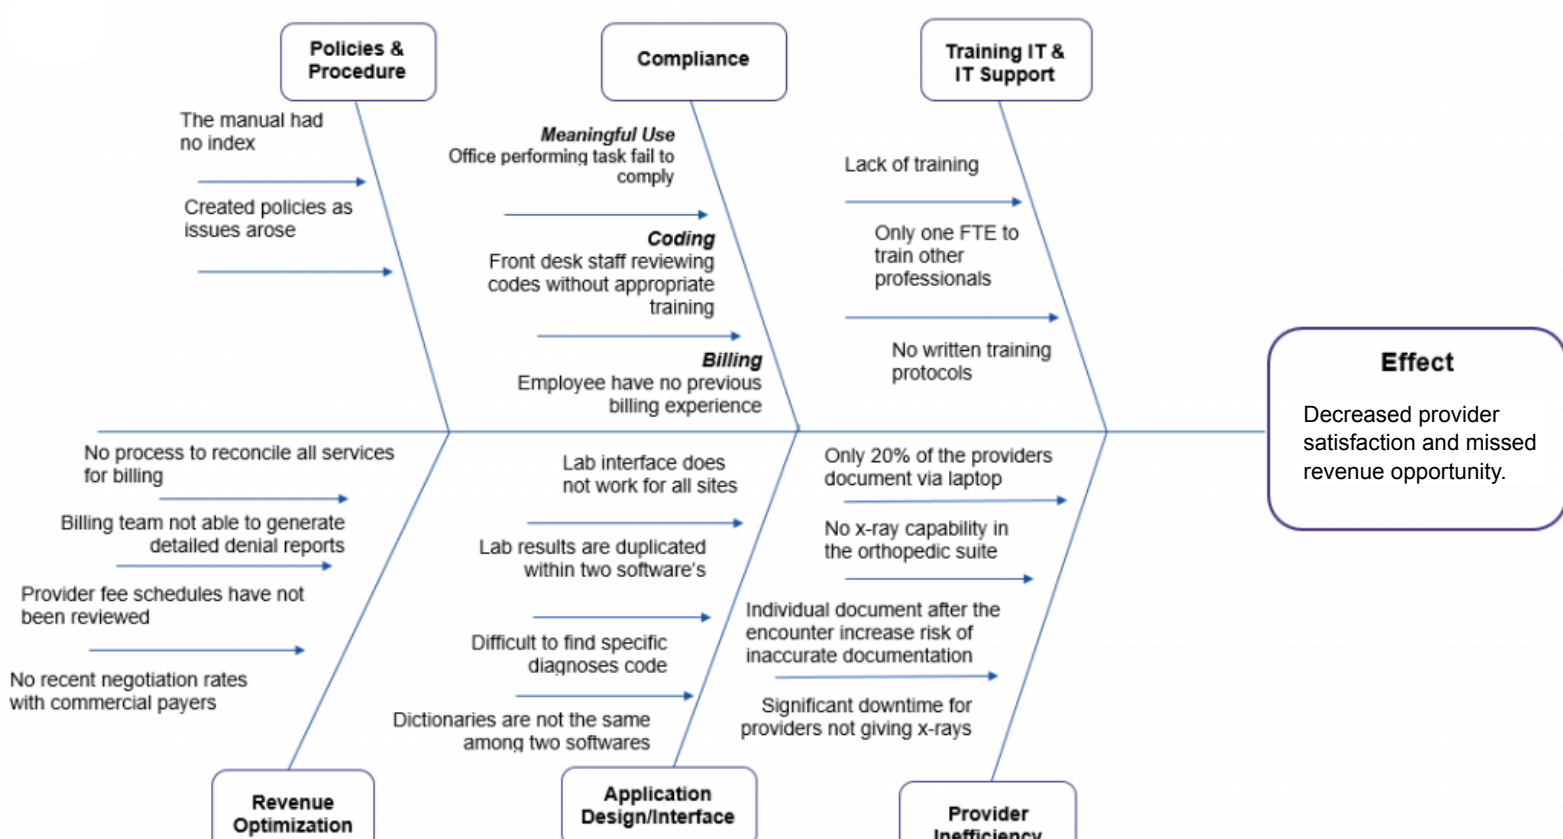 Policies &
Procedure
Compliance
Training IT &
IT Support
The manual had
no index
Created policies as
issues arose
Meaningful Use
Office performing task fail to
comply
Coding
Front desk staff reviewing
codes without appropriate
training
Billing
Employee have no previous
billing experience
Lack of training
Only one FTE to
train other
professionals
No written training
protocols
Effect
Decreased provider
satisfaction and missed
revenue opportunity.
No process to reconcile all services
for billing
Billing team not able to generate
detailed denial reports
Provider fee schedules have not
been reviewed
No recent negotiation rates
with commercial payers
Lab interface does
not work for all sites
Lab results are duplicated
within two software's
Difficult to find specific
diagnoses code
Dictionaries are not the same
among two softwares
Only 20% of the providers
document via laptop
No x-ray capability in
the orthopedic suite
Individual document after the
encounter increase risk of
inaccurate documentation
Significant downtime for
providers not giving x-rays
Revenue
Optimization
Application
Design/Interface
Provider
Inefficiency